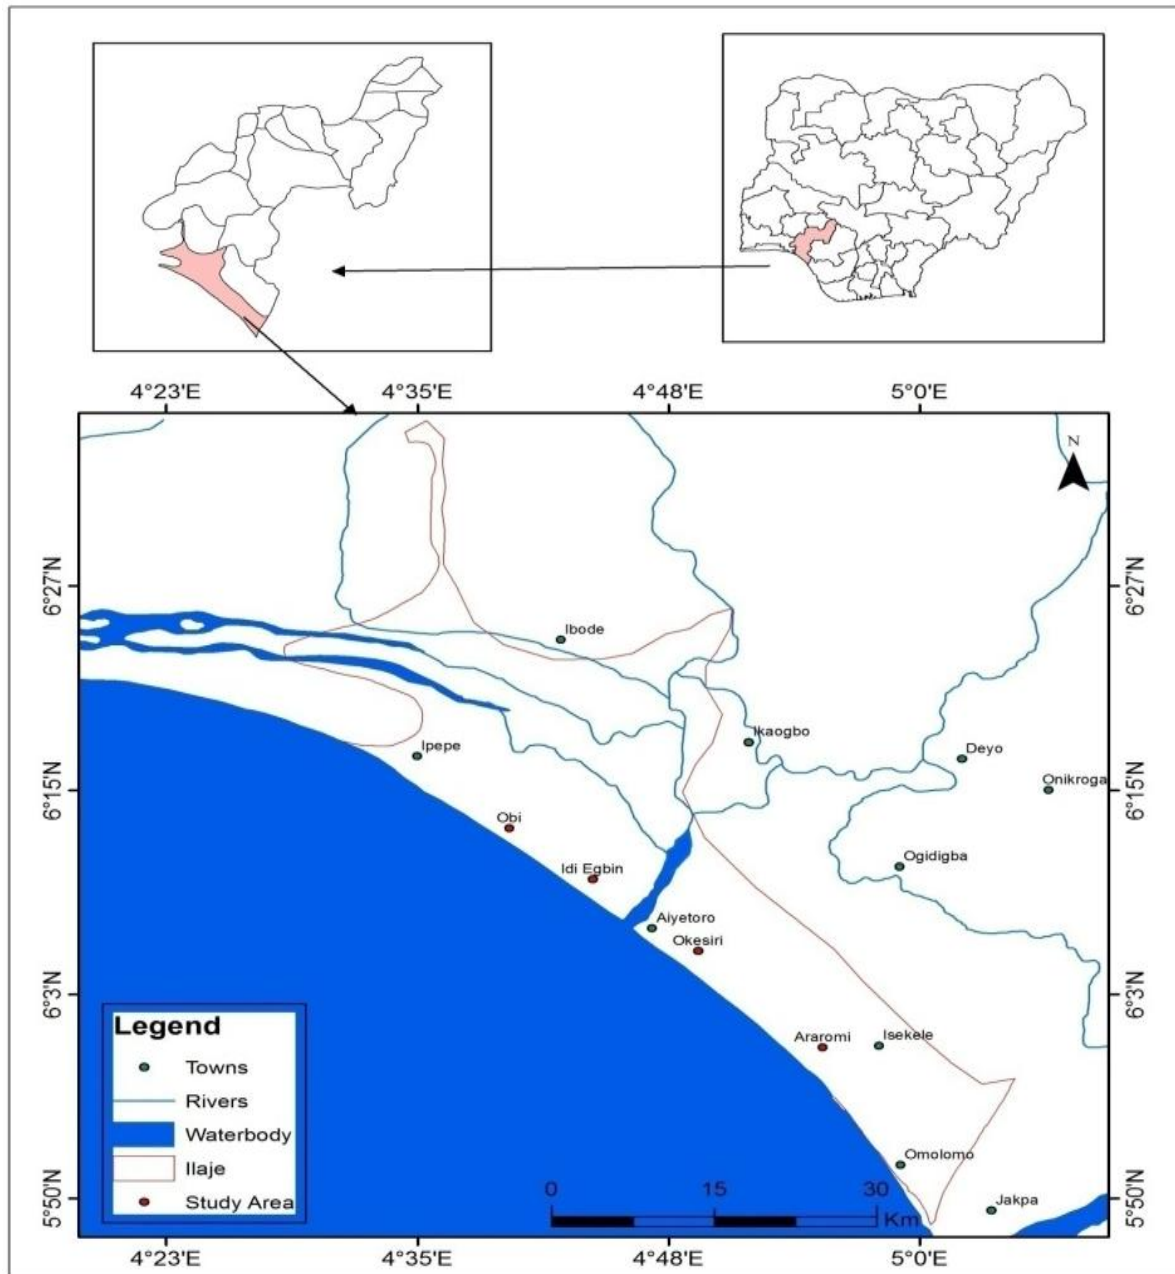 4°23'E 4°35'E 4°48'E 5°0'E
N
6°27'N 6°27'N
Ibode
Ikaogbo
Ipepe
Deyo
6°15'N Onikroga 6°15'N
Obi
Idi Egbin
Ogidigba
Aiyetoro
Okesiri
6°3'N 6°3'N
Araromi Isekele
Legend
Towns
Rivers
Waterbody
Ilaje
Study Area
Omolomo
0 15 30
Km
Jakpa
5°50'N 5°50'N
4°23'E 4°35'E 4°48'E 5°0'E